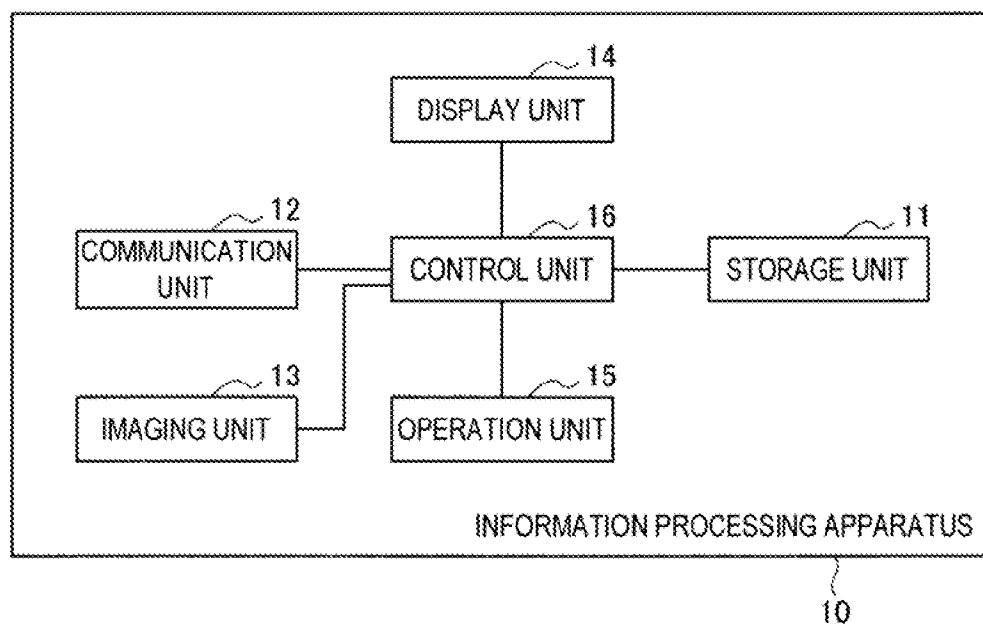 14
DISPLAY UNIT
12
COMMUNICATION
UNIT
16
CONTROL UNIT
11
STORAGE UNIT
13
IMAGING UNIT
15
OPERATION UNIT
INFORMATION PROCESSING APPARATUS
10